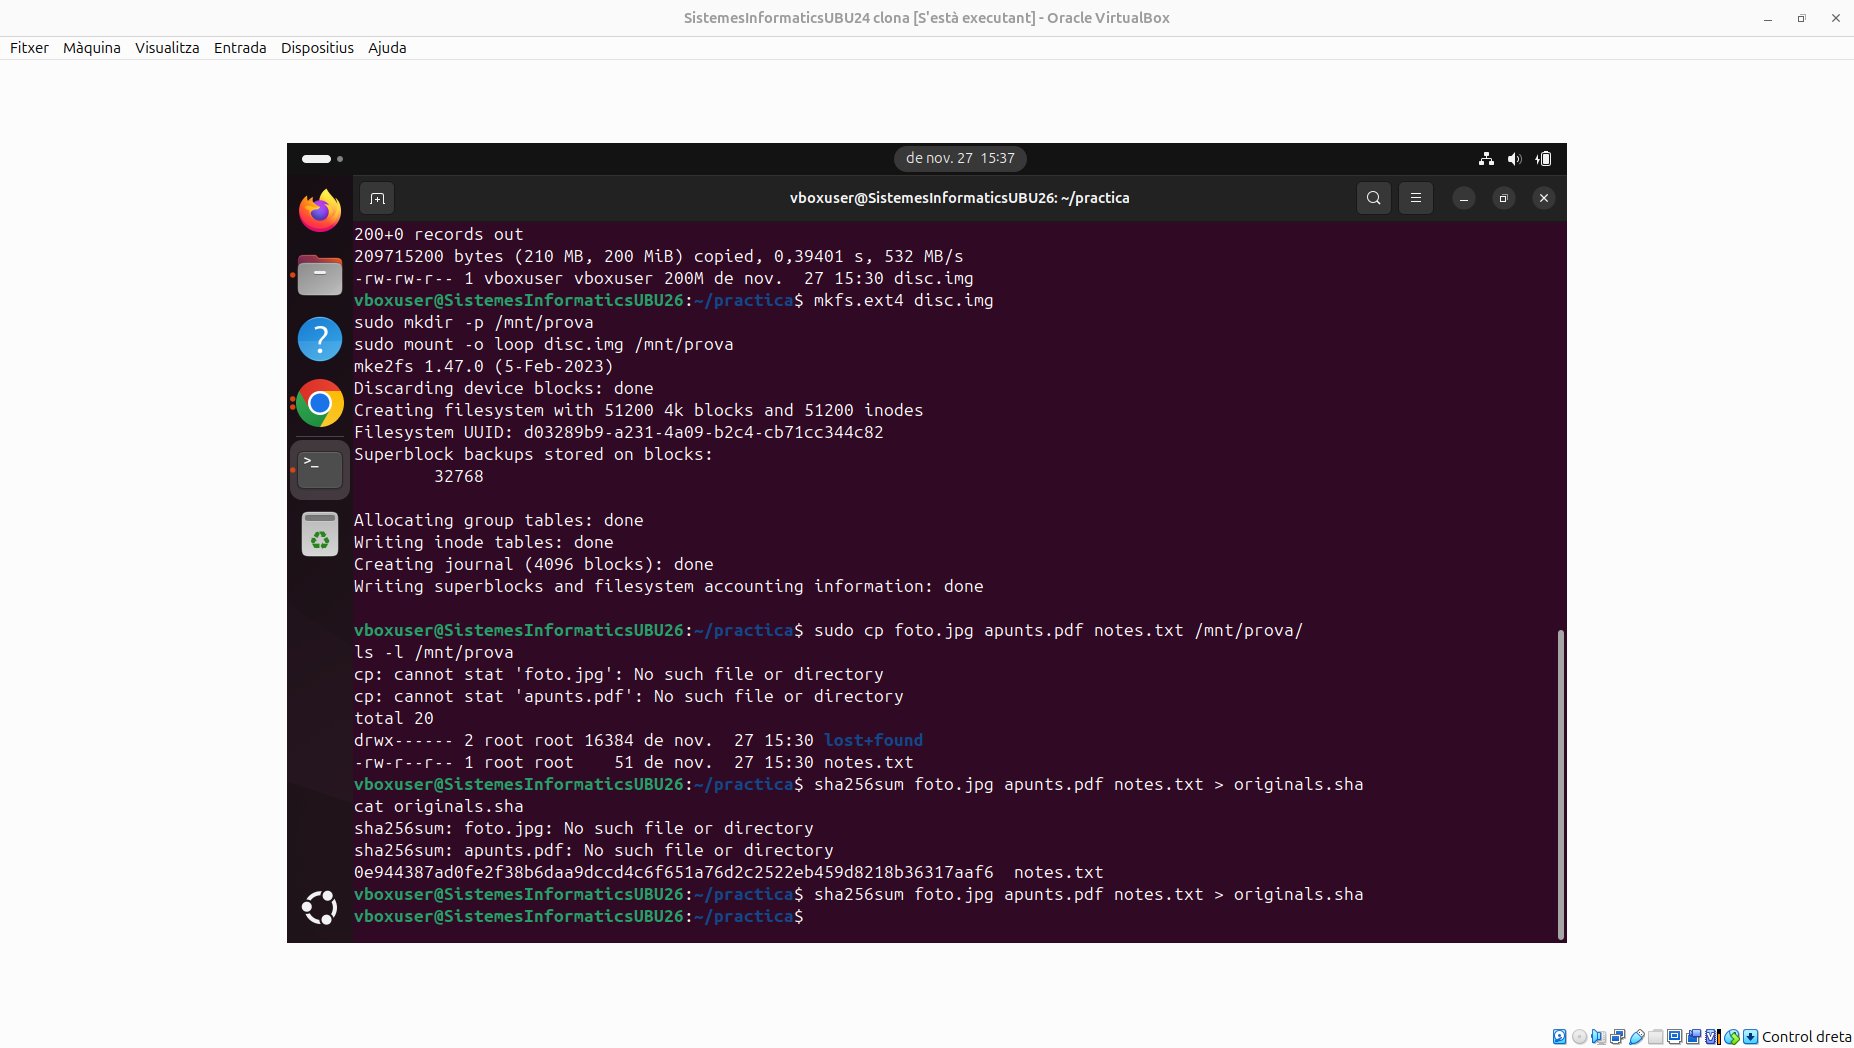 SistemesInformaticsUBU24 clona [S'està executant] - Oracle VirtualBox
Fitxer Màquina Visualitza Entrada Dispositius Ajuda
de nov. 27 15:37
vboxuser@SistemesInformaticsUBU26: ~/practica
200+0 records out
209715200 bytes (210 MB, 200 MiB) copied, 0,39401 s, 532 MB/s
-rw-rw-r-- 1 vboxuser vboxuser 200M de nov.  27 15:30 disc.img
vboxuser@SistemesInformaticsUBU26:~/practica$ mkfs.ext4 disc.img
sudo mkdir -p /mnt/prova
sudo mount -o loop disc.img /mnt/prova
mke2fs 1.47.0 (5-Feb-2023)
Discarding device blocks: done
Creating filesystem with 51200 4k blocks and 51200 inodes
Filesystem UUID: d03289b9-a231-4a09-b2c4-cb71cc344c82
Superblock backups stored on blocks:
        32768
Allocating group tables: done
Writing inode tables: done
Creating journal (4096 blocks): done
Writing superblocks and filesystem accounting information: done
vboxuser@SistemesInformaticsUBU26:~/practica$ sudo cp foto.jpg apunts.pdf notes.txt /mnt/prova/
ls -l /mnt/prova
cp: cannot stat 'foto.jpg': No such file or directory
cp: cannot stat 'apunts.pdf': No such file or directory
total 20
drwx------ 2 root root 16384 de nov.  27 15:30 lost+found
-rw-r--r-- 1 root root    51 de nov.  27 15:30 notes.txt
vboxuser@SistemesInformaticsUBU26:~/practica$ sha256sum foto.jpg apunts.pdf notes.txt > originals.sha
cat originals.sha
sha256sum: foto.jpg: No such file or directory
sha256sum: apunts.pdf: No such file or directory
0e944387ad0fe2f38b6daa9dccd4c6f651a76d2c2522eb459d8218b36317aaf6  notes.txt
vboxuser@SistemesInformaticsUBU26:~/practica$ sha256sum foto.jpg apunts.pdf notes.txt > originals.sha
vboxuser@SistemesInformaticsUBU26:~/practica$
Control dreta